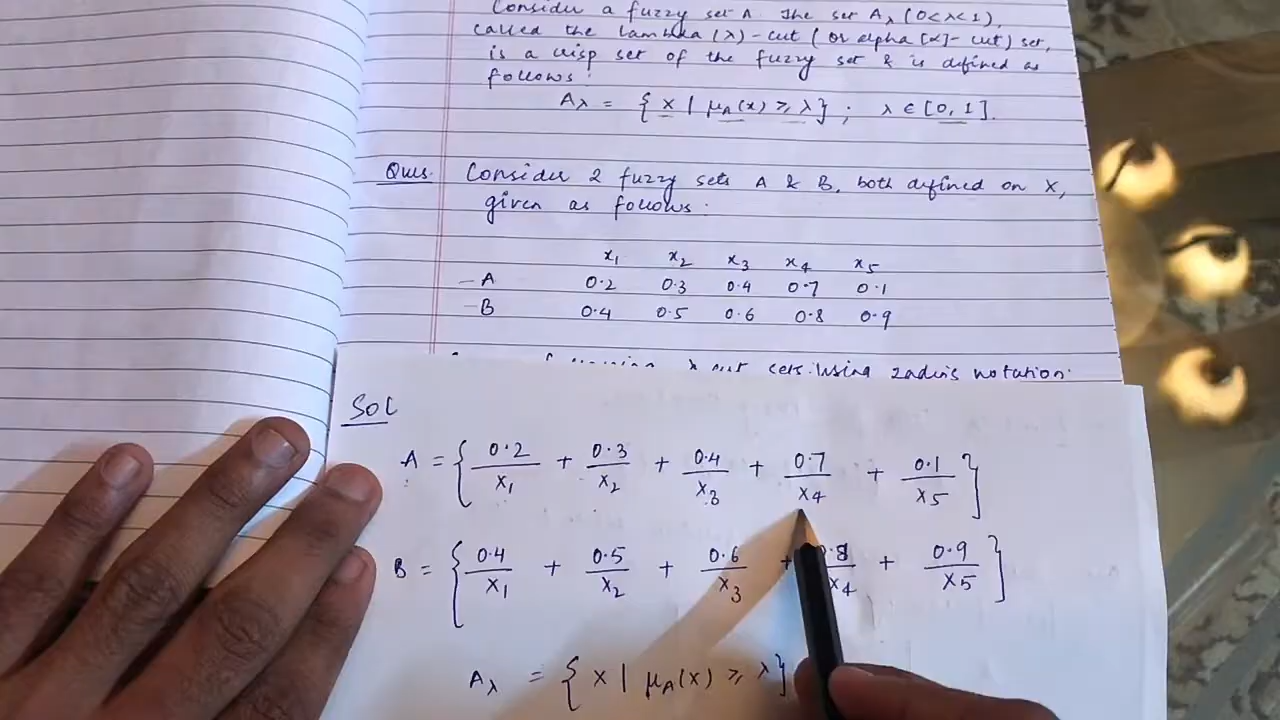 Consider a fuzzy set A. The set Aλ (0<λ<1),
called the lambda (λ)-cut (or alpha [α]-cut) set,
is a crisp set of the fuzzy set & is defined as
follows:
Aλ = { x | μA(x) ≥ λ } ; λ ∈ [0, 1].
Ques. Consider 2 fuzzy sets A & B, both defined on X,
given as follows:
x₁ x₂ x₃ x₄ x₅
- A 0.2 0.3 0.4 0.7 0.1
- B 0.4 0.5 0.6 0.8 0.9
λ cut sets using zadeh's notation:
Sol
A = { 0.2/x₁ + 0.3/x₂ + 0.4/x₃ + 0.7/x₄ + 0.1/x₅ }
B = { 0.4/x₁ + 0.5/x₂ + 0.6/x₃ + 0.8/x₄ + 0.9/x₅ }
Aλ = { x | μA(x) ≥ λ }